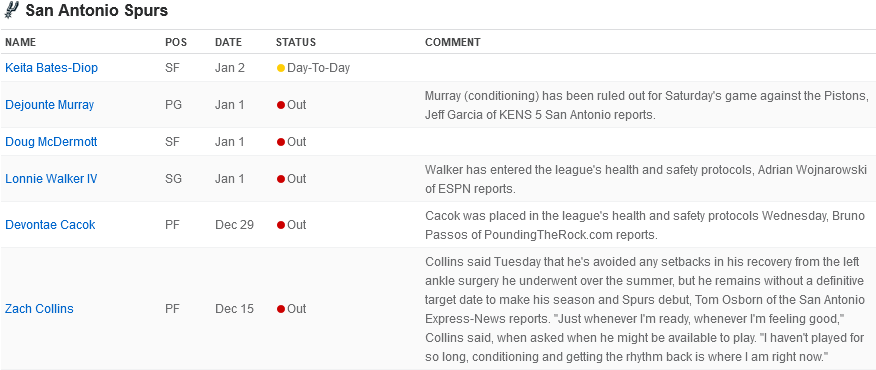 San Antonio Spurs
NAME POS DATE STATUS COMMENT
Keita Bates-Diop SF Jan 2 Day-To-Day
Dejounte Murray PG Jan 1 Out Murray (conditioning) has been ruled out for Saturday's game against the Pistons,
Jeff Garcia of KENS 5 San Antonio reports.
Doug McDermott SF Jan 1 Out
Lonnie Walker IV SG Jan 1 Out Walker has entered the league's health and safety protocols, Adrian Wojnarowski
of ESPN reports.
Devontae Cacok PF Dec 29 Out Cacok was placed in the league's health and safety protocols Wednesday, Bruno
Passos of PoundingTheRock.com reports.
Zach Collins PF Dec 15 Out Collins said Tuesday that he's avoided any setbacks in his recovery from the left
ankle surgery he underwent over the summer, but he remains without a definitive
target date to make his season and Spurs debut, Tom Osborn of the San Antonio
Express-News reports. "Just whenever I'm ready, whenever I'm feeling good,"
Collins said, when asked when he might be available to play. "I haven't played for
so long, conditioning and getting the rhythm back is where I am right now."